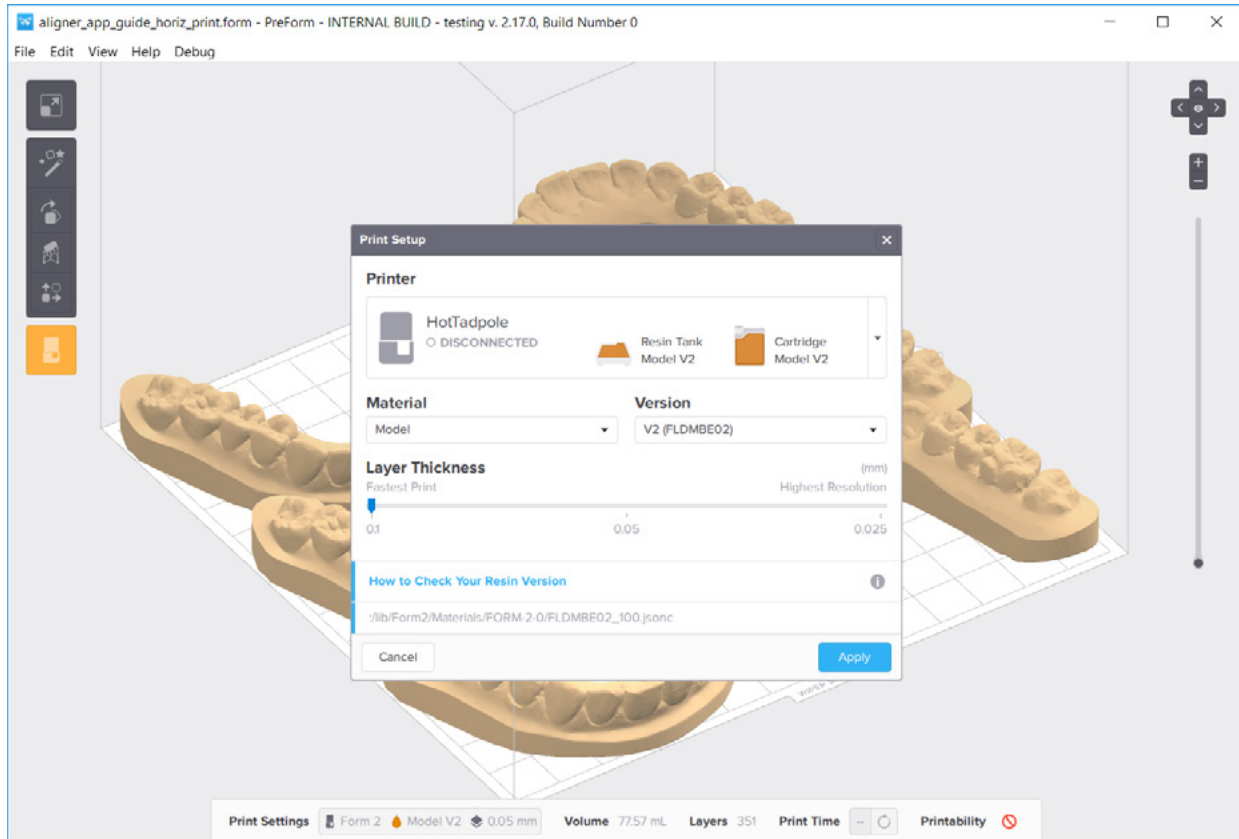 aligner_app_guide_horiz_print.form - PreForm - INTERNAL BUILD - testing v. 2.17.0, Build Number 0
File Edit View Help Debug
Print Setup
Printer
HotTadpole
DISCONNECTED
Resin Tank
Model V2
Cartridge
Model V2
Material
Version
Model
V2 (FLDMBE02)
Layer Thickness
(mm)
Fastest Print
Highest Resolution
0.1
0.05
0.025
How to Check Your Resin Version
:/lib/Form2/Materials/FORM-2-0/FLDMBE02_100.jsonc
Cancel
Apply
WIPER
Print Settings Form 2 Model V2 0.05 mm Volume 77.57 mL Layers 351 Print Time – Printability